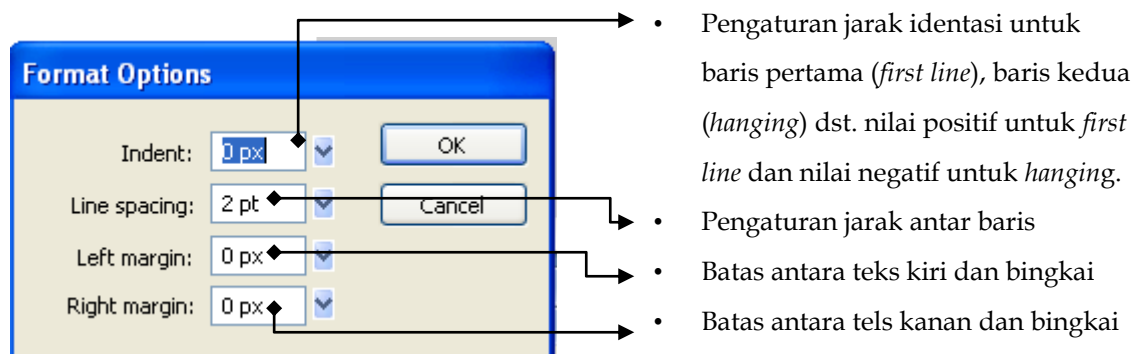 Format Options
Indent: 0 px OK
Line spacing: 2 pt Cancel
Left margin: 0 px
Right margin: 0 px
• Pengaturan jarak identasi untuk
baris pertama (first line), baris kedua
(hanging) dst. nilai positif untuk first
line dan nilai negatif untuk hanging.
• Pengaturan jarak antar baris
• Batas antara teks kiri dan bingkai
• Batas antara tels kanan dan bingkai